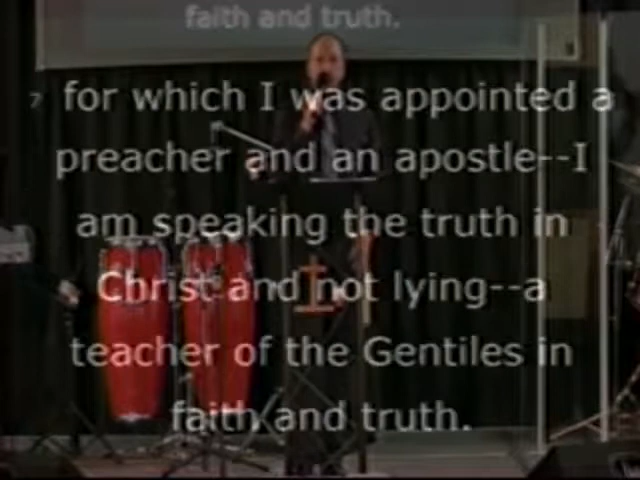 faith and truth.
7 for which I was appointed a
preacher and an apostle--I
am speaking the truth in
Christ and not lying--a
teacher of the Gentiles in
faith and truth.